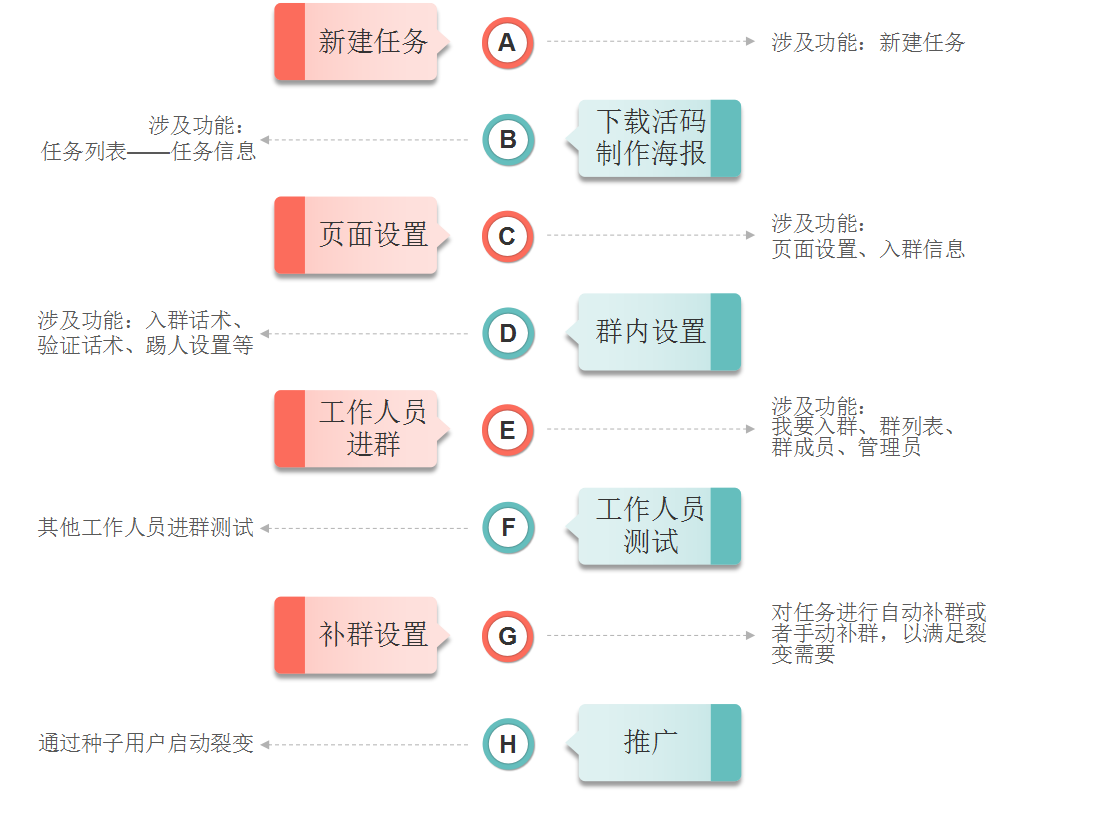 新建任务
A
涉及功能：新建任务
涉及功能：
任务列表——任务信息
B
下载活码
制作海报
页面设置
C
涉及功能：
页面设置、入群信息
涉及功能：入群话术、
验证话术、踢人设置等
D
群内设置
工作人员
进群
E
涉及功能：
我要入群、群列表、
群成员、管理员
其他工作人员进群测试
F
工作人员
测试
补群设置
G
对任务进行自动补群或
者手动补群，以满足裂
变需要
通过种子用户启动裂变
H
推广